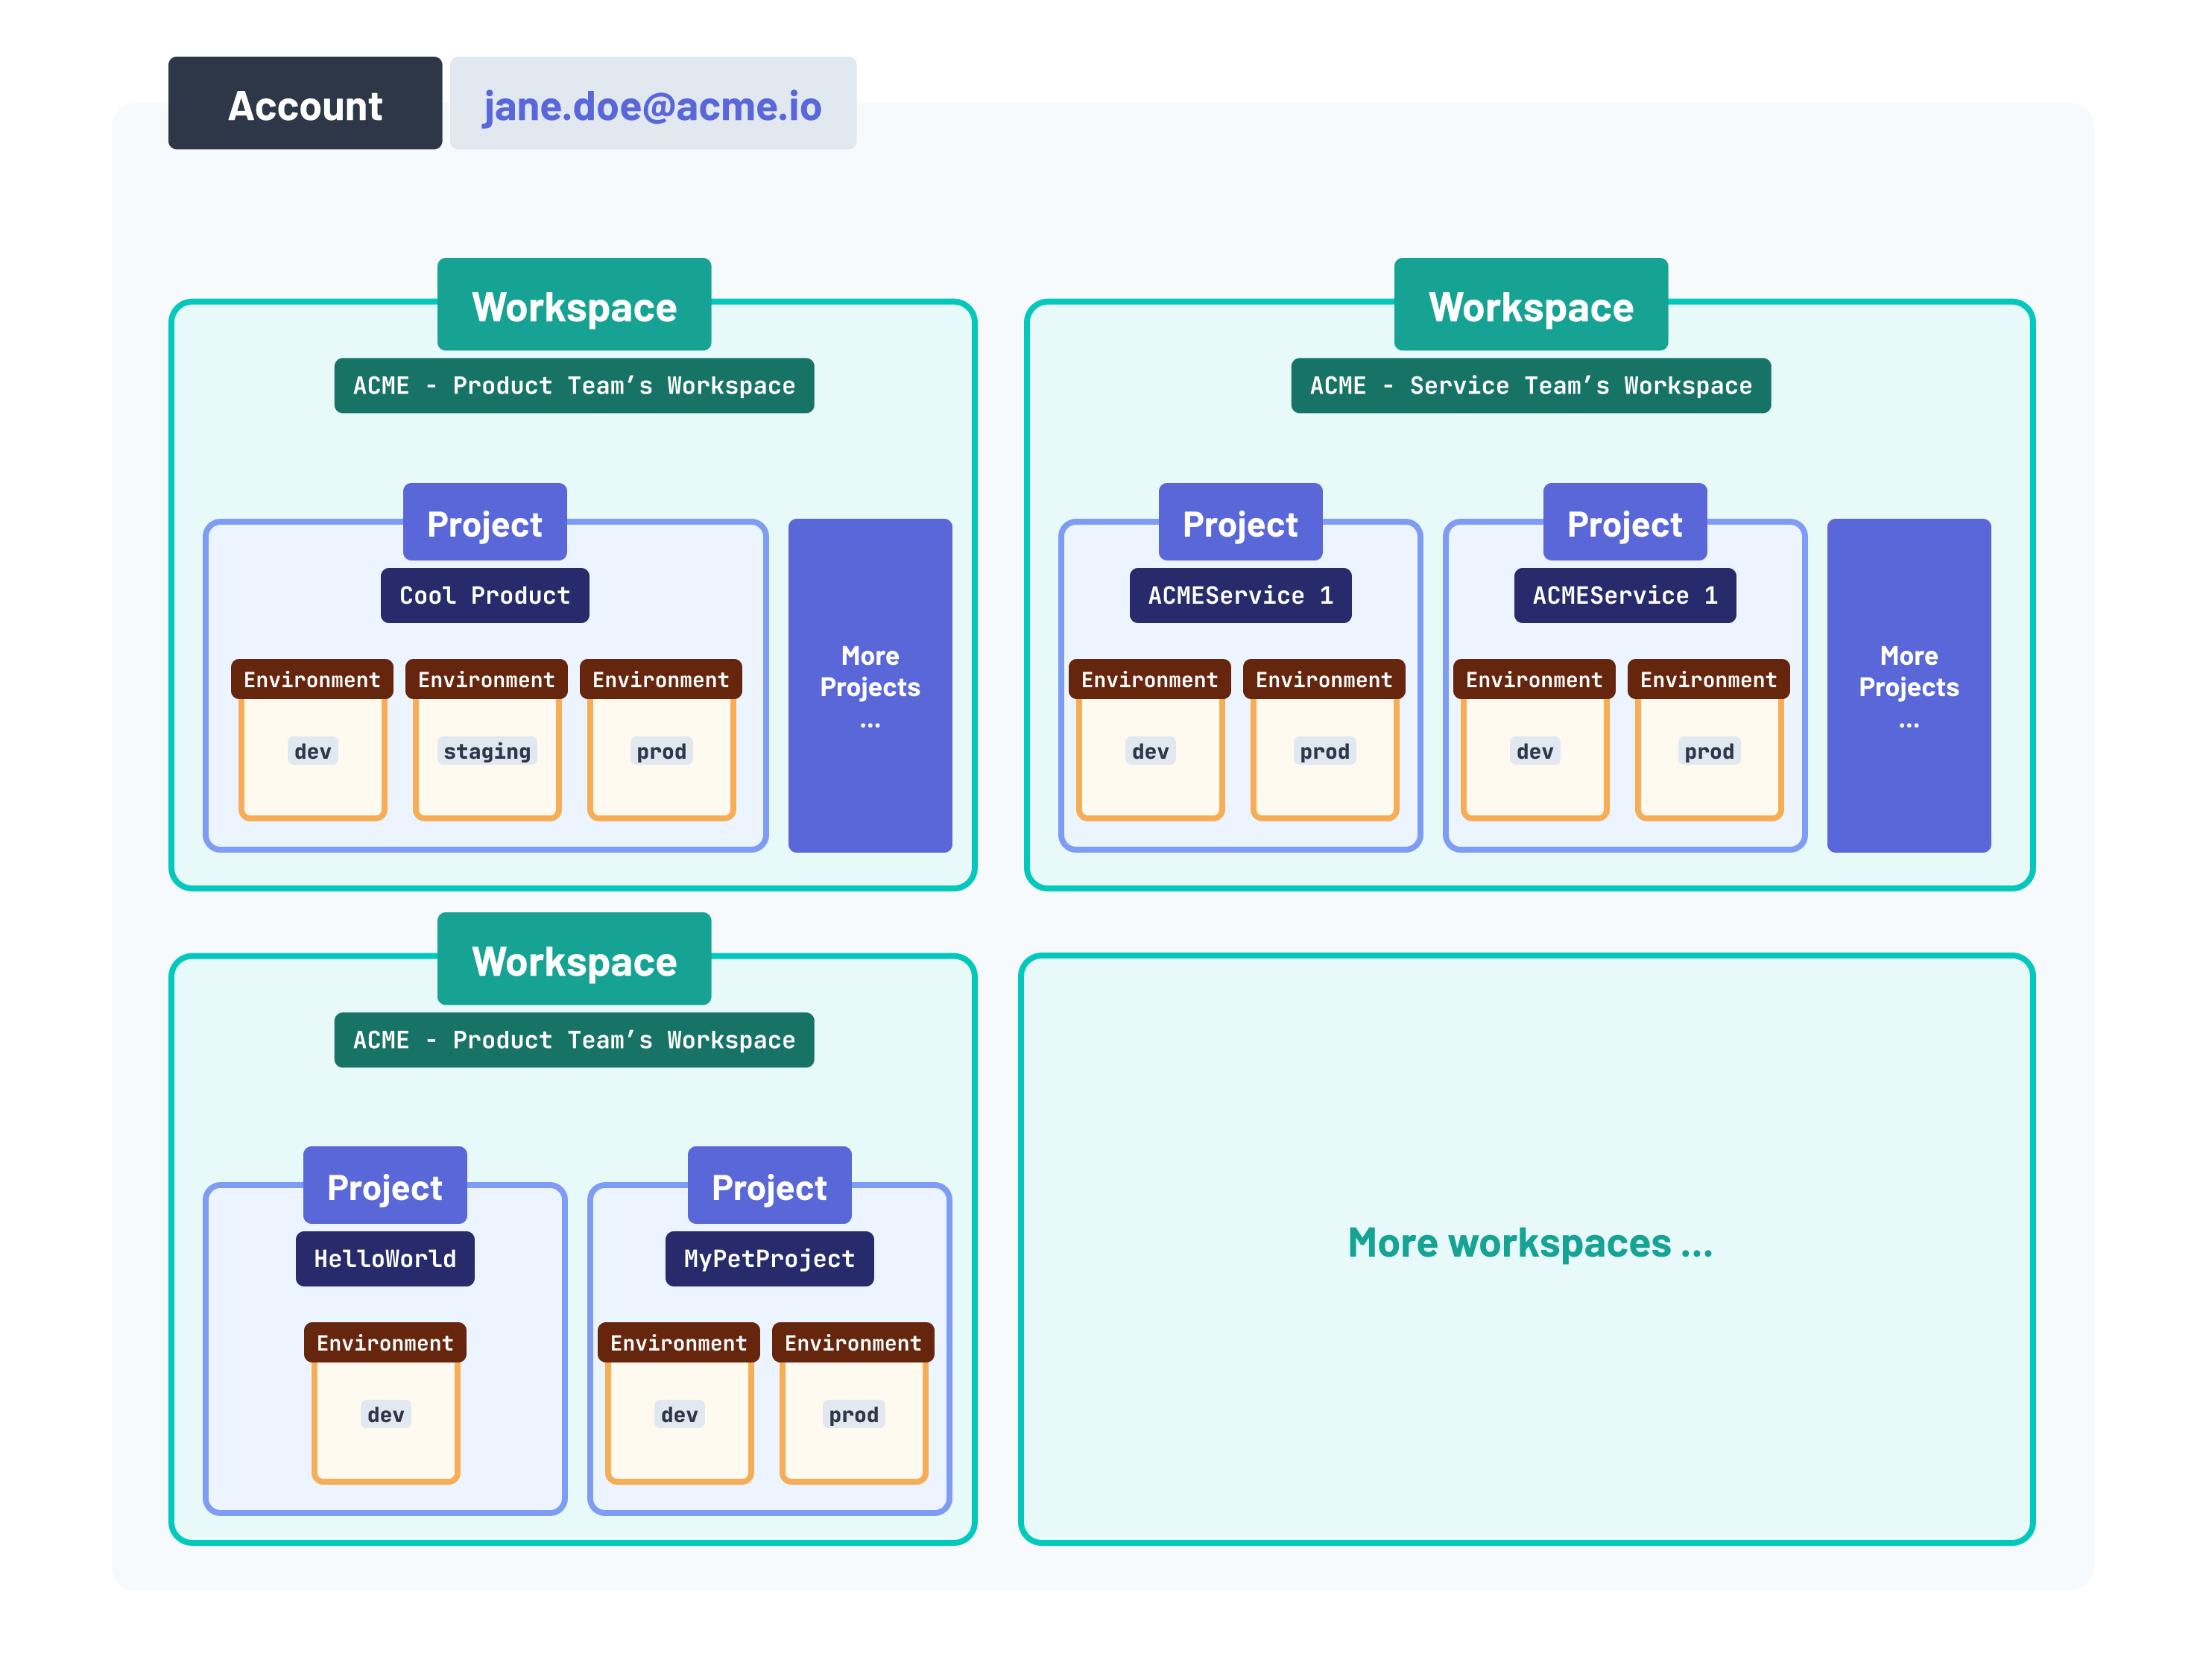 Account
jane.doe@acme.io
Workspace
ACME - Product Team’s Workspace
Project
Cool Product
Environment
dev
Environment
staging
Environment
prod
More
Projects
...
Workspace
ACME - Service Team’s Workspace
Project
ACMEService 1
Environment
dev
Environment
prod
Project
ACMEService 1
Environment
dev
Environment
prod
More
Projects
...
Workspace
ACME - Product Team’s Workspace
Project
HelloWorld
Environment
dev
Project
MyPetProject
Environment
dev
Environment
prod
More workspaces ...